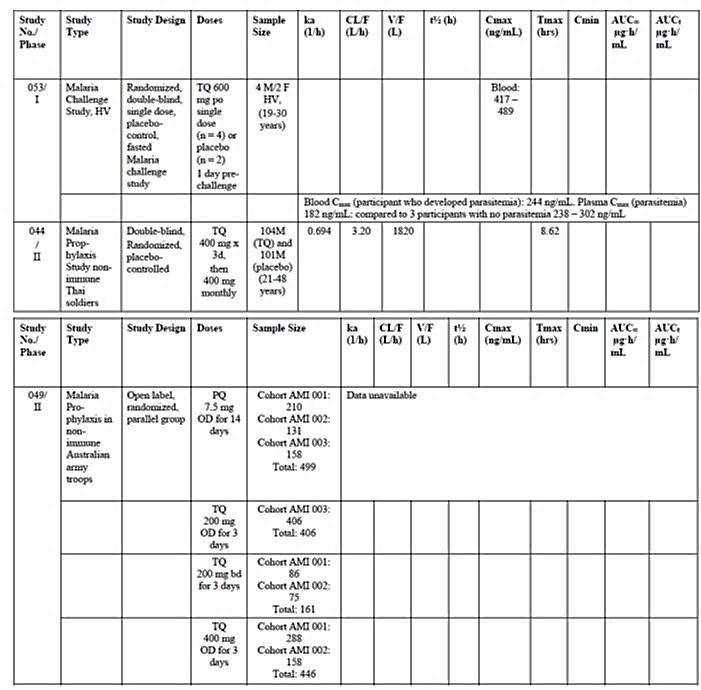 Study No./ Phase | Study Type | Study Design | Doses | Sample Size | ka (l/h) | CL/F (L/h) | V/F (L) | t½ (h) | Cmax (ng/mL) | Tmax (hrs) | Cmin | AUC∞ µg·h/ mL | AUCt µg·h/ mL
053/ I | Malaria Challenge Study, HV | Randomized, double-blind, single dose, placebo-control, fasted Malaria challenge study | TQ 600 mg po single dose (n = 4) or placebo (n = 2) 1 day pre-challenge | 4 M/2 F HV, (19-30 years) | Blood: 417 – 489
Blood Cmax (participant who developed parasitemia): 244 ng/mL. Plasma Cmax (parasitemia) 182 ng/mL: compared to 3 participants with no parasitemia 238 – 302 ng/mL
044 / II | Malaria Prop-hylaxis Study non-immune Thai soldiers | Double-blind, Randomized, placebo-controlled | TQ 400 mg x 3d, then 400 mg monthly | 104M (TQ) and 101M (placebo) (21-48 years) | 0.694 | 3.20 | 1820 | 8.62
Study No./ Phase | Study Type | Study Design | Doses | Sample Size | ka (l/h) | CL/F (L/h) | V/F (L) | t½ (h) | Cmax (ng/mL) | Tmax (hrs) | Cmin | AUC∞ µg·h/ mL | AUCt µg·h/ mL
049/ II | Malaria Pro-phylaxis in non-immune Australian army troops | Open label, randomized, parallel group | PQ 7.5 mg OD for 14 days | Cohort AMI 001: 210 Cohort AMI 002: 131 Cohort AMI 003: 158 Total: 499 | Data unavailable
TQ 200 mg OD for 3 days | Cohort AMI 003: 406 Total: 406
TQ 200 mg bd for 3 days | Cohort AMI 001: 86 Cohort AMI 002: 75 Total: 161
TQ 400 mg OD for 3 days | Cohort AMI 001: 288 Cohort AMI 002: 158 Total: 446